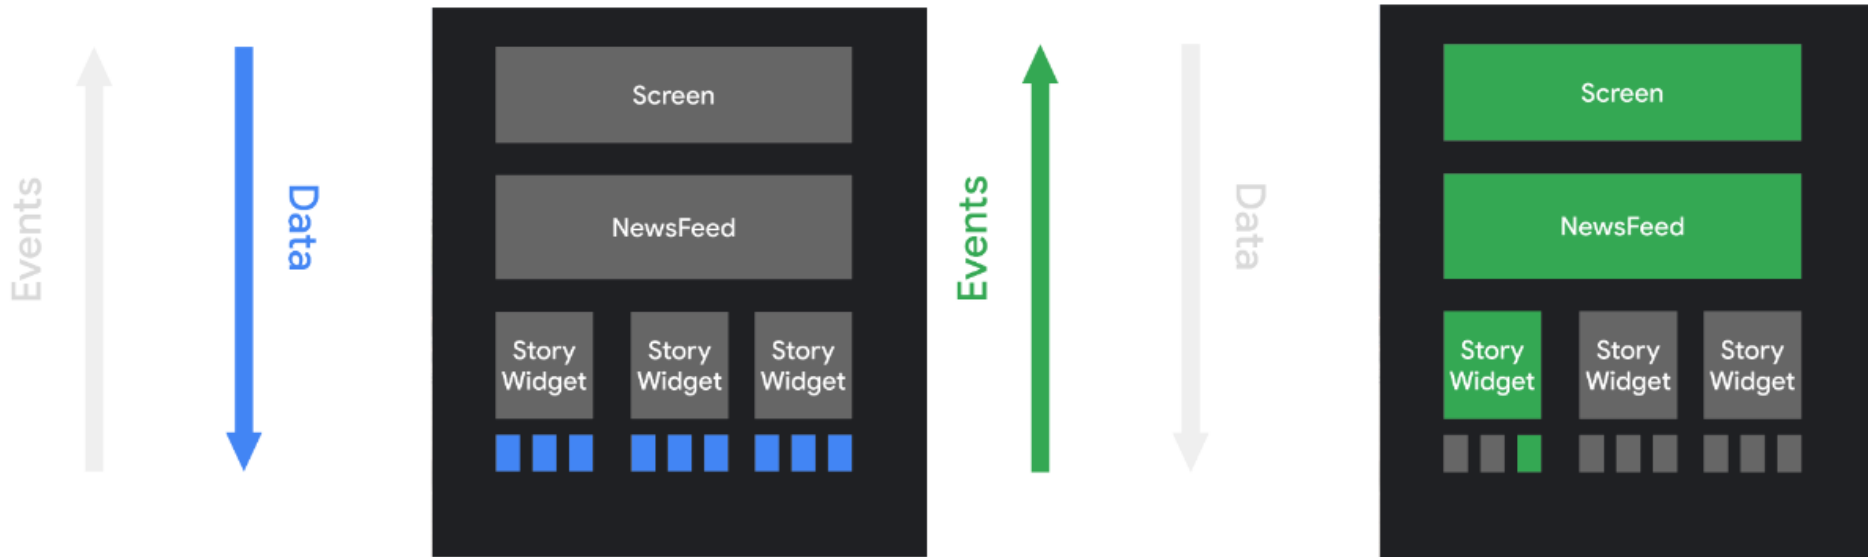 Events
Data
Screen
NewsFeed
Story
Widget
Story
Widget
Story
Widget
Events
Data
Screen
NewsFeed
Story
Widget
Story
Widget
Story
Widget